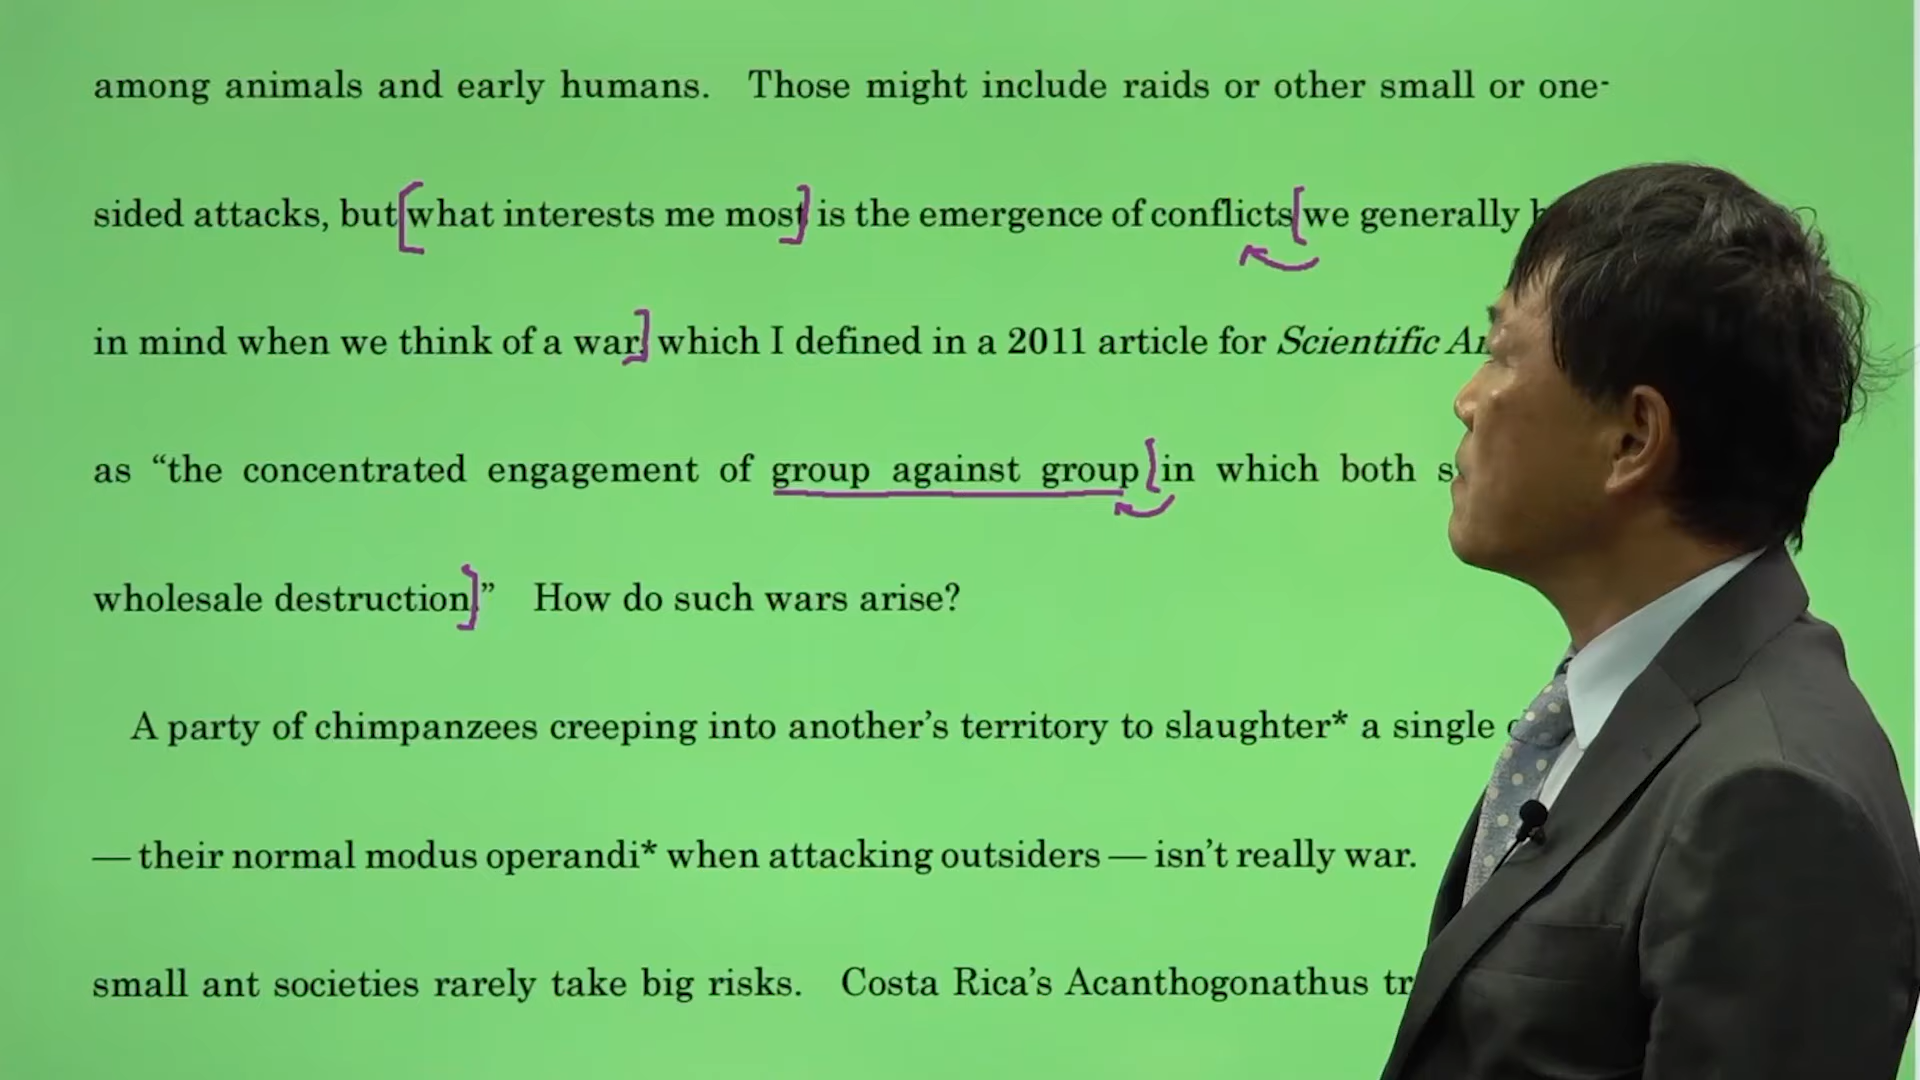 among animals and early humans. Those might include raids or other small or one-
sided attacks, but [what interests me most] is the emergence of conflicts [we generally
in mind when we think of a war] which I defined in a 2011 article for Scientific
as “the concentrated engagement of group against group [in which both
wholesale destruction]” How do such wars arise?
A party of chimpanzees creeping into another’s territory to slaughter* a single
— their normal modus operandi* when attacking outsiders — isn’t really war.
small ant societies rarely take big risks. Costa Rica’s Acanthogonathus